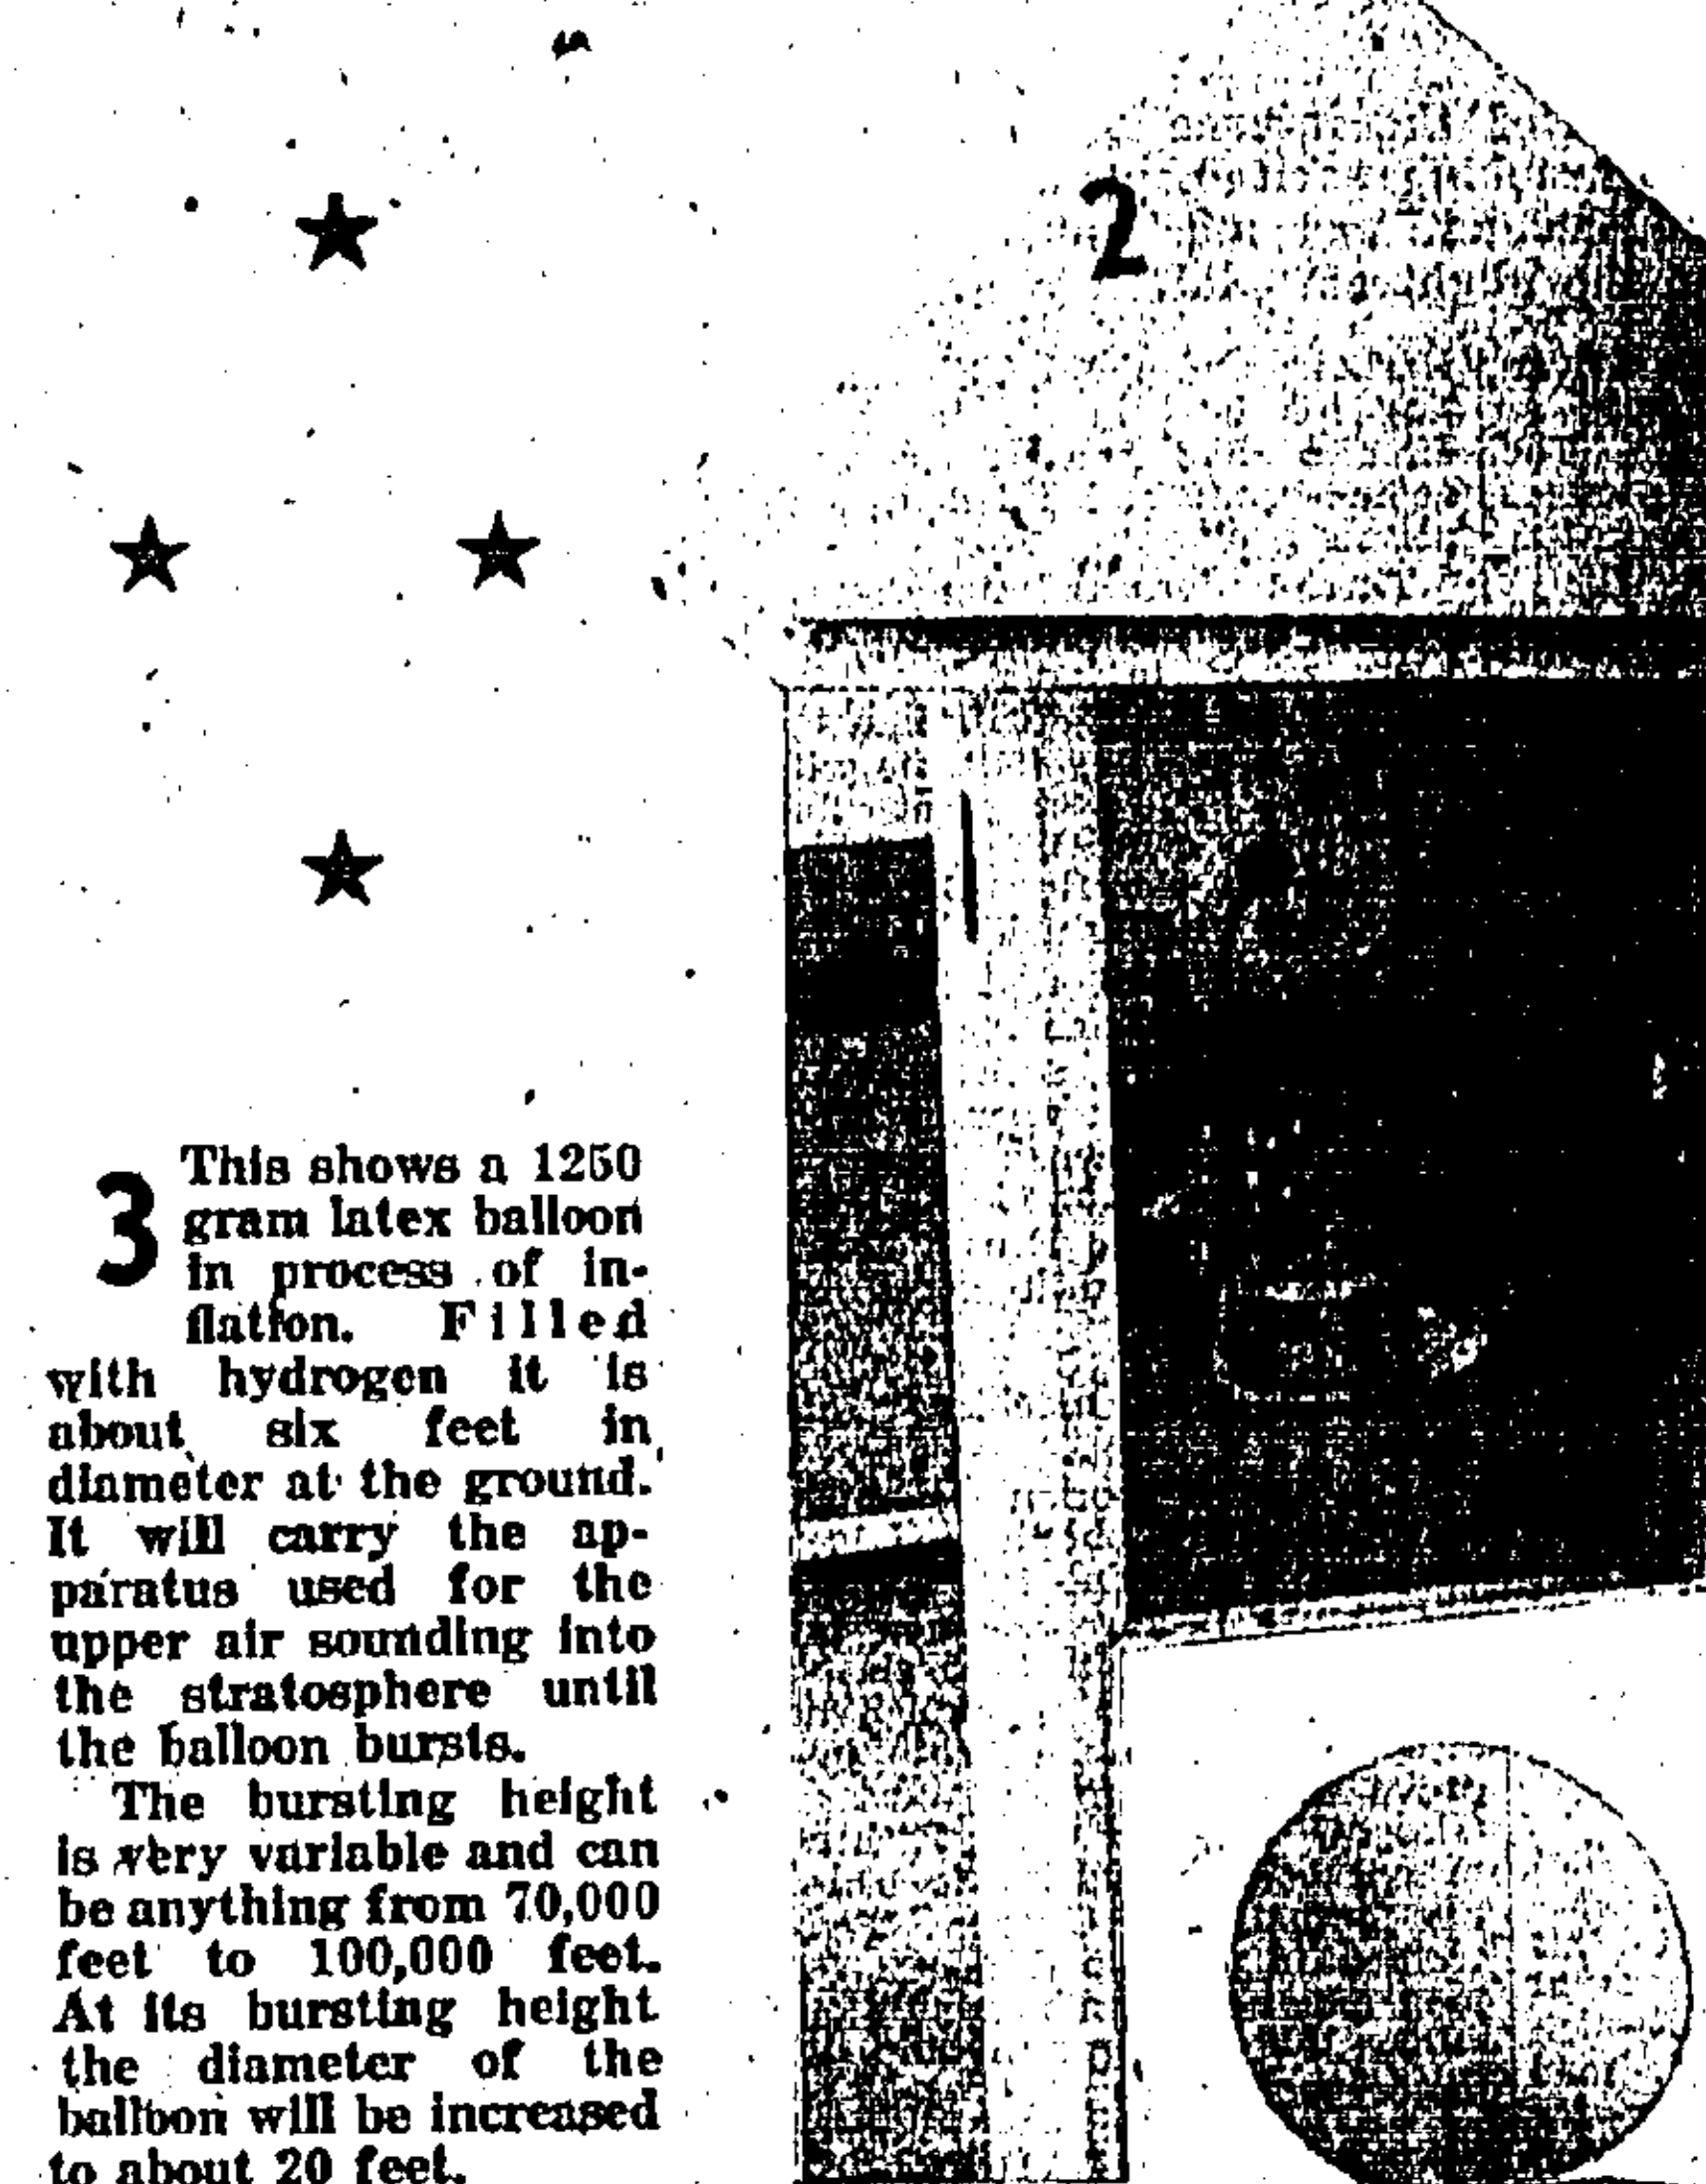 2
3 This shows a 1250
gram latex balloon
in process of in-
flation. Filled
with hydrogen it is
about six feet in
diameter at the ground.
It will carry the ap-
paratus used for the
upper air sounding into
the stratosphere until
the balloon bursts.
The bursting height
is very variable and can
be anything from 70,000
feet to 100,000 feet.
At its bursting height
the diameter of the
balloon will be increased
to about 20 feet.